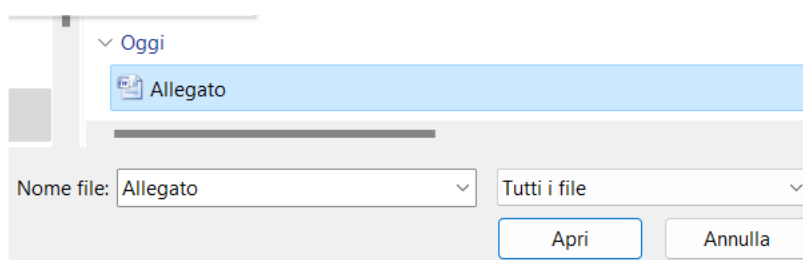 Oggi
Allegato
Nome file: Allegato Tutti i file
Apri Annulla